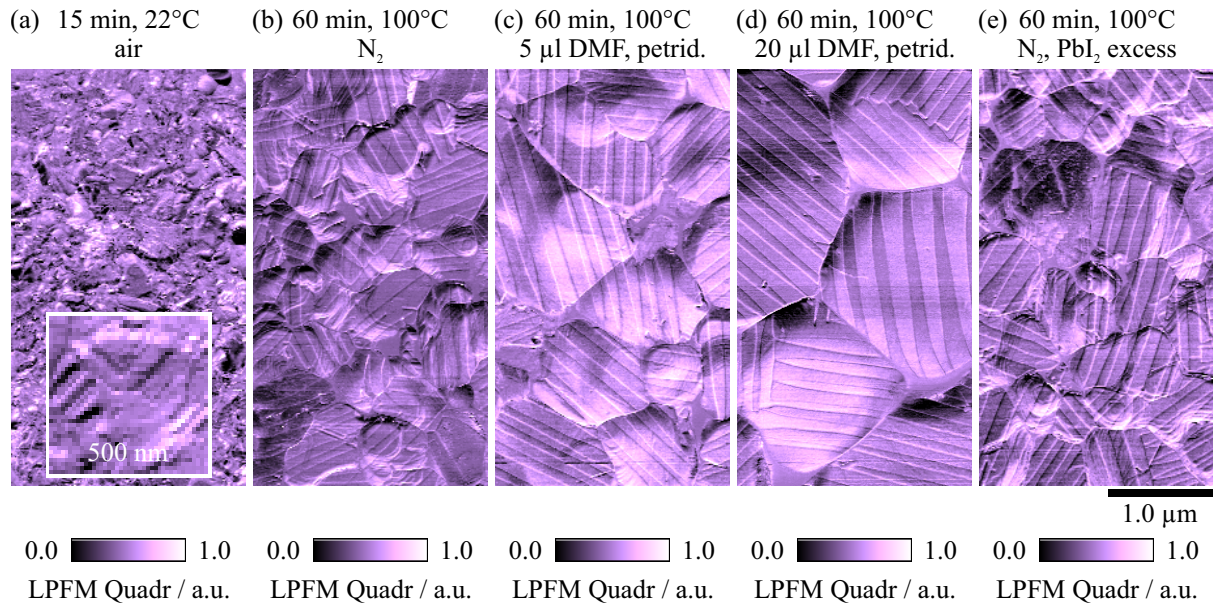 (a) 15 min, 22°C
air
(b) 60 min, 100°C
N₂
(c) 60 min, 100°C
5 µl DMF, petrid.
(d) 60 min, 100°C
20 µl DMF, petrid.
(e) 60 min, 100°C
N₂, PbI₂ excess
500 nm
1.0 µm
0.0 1.0
LPFM Quadr / a.u.
0.0 1.0
LPFM Quadr / a.u.
0.0 1.0
LPFM Quadr / a.u.
0.0 1.0
LPFM Quadr / a.u.
0.0 1.0
LPFM Quadr / a.u.